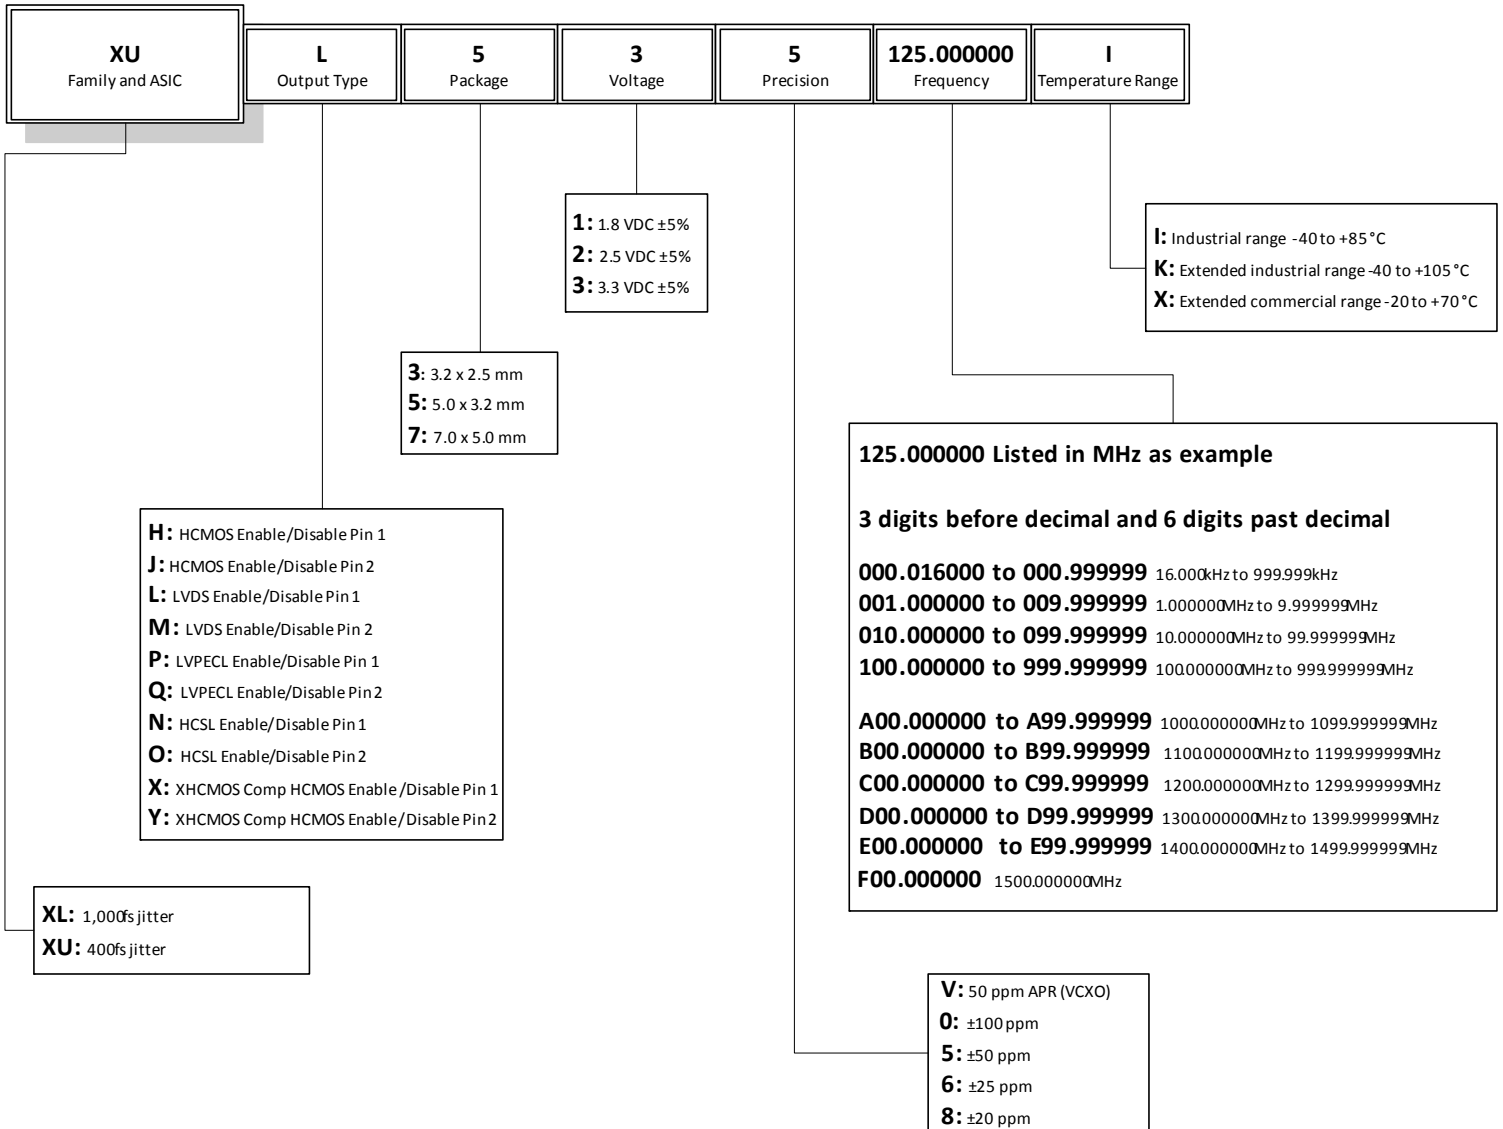 XU
Family and ASIC
L
Output Type
5
Package
3
Voltage
5
Precision
125.000000
Frequency
I
Temperature Range
1: 1.8 VDC ±5%
2: 2.5 VDC ±5%
3: 3.3 VDC ±5%
I: Industrial range -40 to +85°C
K: Extended industrial range -40 to +105°C
X: Extended commercial range -20 to +70°C
3: 3.2 x 2.5 mm
5: 5.0 x 3.2 mm
7: 7.0 x 5.0 mm
125.000000 Listed in MHz as example
3 digits before decimal and 6 digits past decimal
000.016000 to 000.999999 16.000kHz to 999.999kHz
001.000000 to 009.999999 1.000000MHz to 9.999999MHz
010.000000 to 099.999999 10.000000MHz to 99.999999MHz
100.000000 to 999.999999 100.000000MHz to 999.999999MHz
A00.000000 to A99.999999 1000.000000MHz to 1099.999999MHz
B00.000000 to B99.999999 1100.000000MHz to 1199.999999MHz
C00.000000 to C99.999999 1200.000000MHz to 1299.999999MHz
D00.000000 to D99.999999 1300.000000MHz to 1399.999999MHz
E00.000000 to E99.999999 1400.000000MHz to 1499.999999MHz
F00.000000 1500.000000MHz
H: HCMOS Enable/Disable Pin 1
J: HCMOS Enable/Disable Pin 2
L: LVDS Enable/Disable Pin 1
M: LVDS Enable/Disable Pin 2
P: LVPECL Enable/Disable Pin 1
Q: LVPECL Enable/Disable Pin 2
N: HCSL Enable/Disable Pin 1
O: HCSL Enable/Disable Pin 2
X: XHCMOS Comp HCMOS Enable/Disable Pin 1
Y: XHCMOS Comp HCMOS Enable/Disable Pin 2
XL: 1,000fs jitter
XU: 400fs jitter
V: 50 ppm APR (VCXO)
0: ±100 ppm
5: ±50 ppm
6: ±25 ppm
8: ±20 ppm